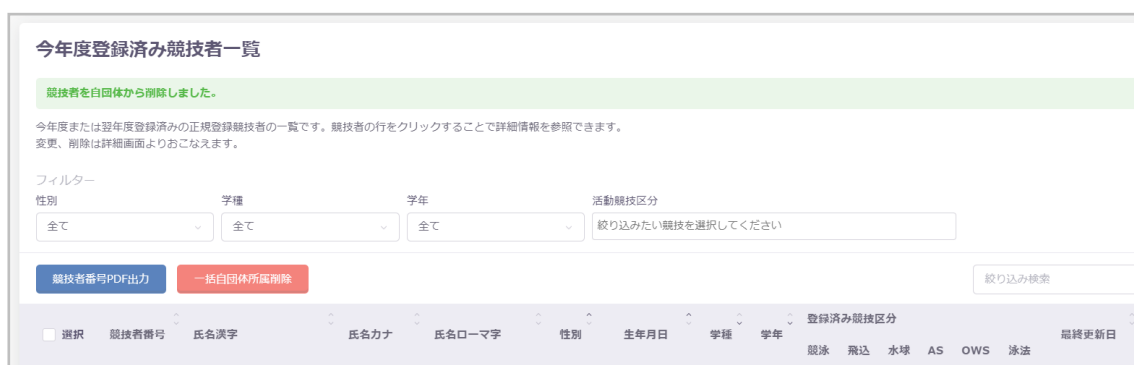 今年度登録済み競技者一覧
競技者を自団体から削除しました。
今年度または翌年度登録済みの正規登録競技者の一覧です。競技者の行をクリックすることで詳細情報を参照できます。
変更、削除は詳細画面よりおこなえます。
フィルター
性別 学種 学年 活動競技区分
全て 全て 全て 絞り込みたい競技を選択してください
競技者番号PDF出力 一括自団体所属削除 絞り込み検索
選択 競技者番号 氏名漢字 氏名カナ 氏名ローマ字 性別 生年月日 学種 学年 登録済み競技区分 最終更新日
競泳 飛込 水球 AS OWS 泳法